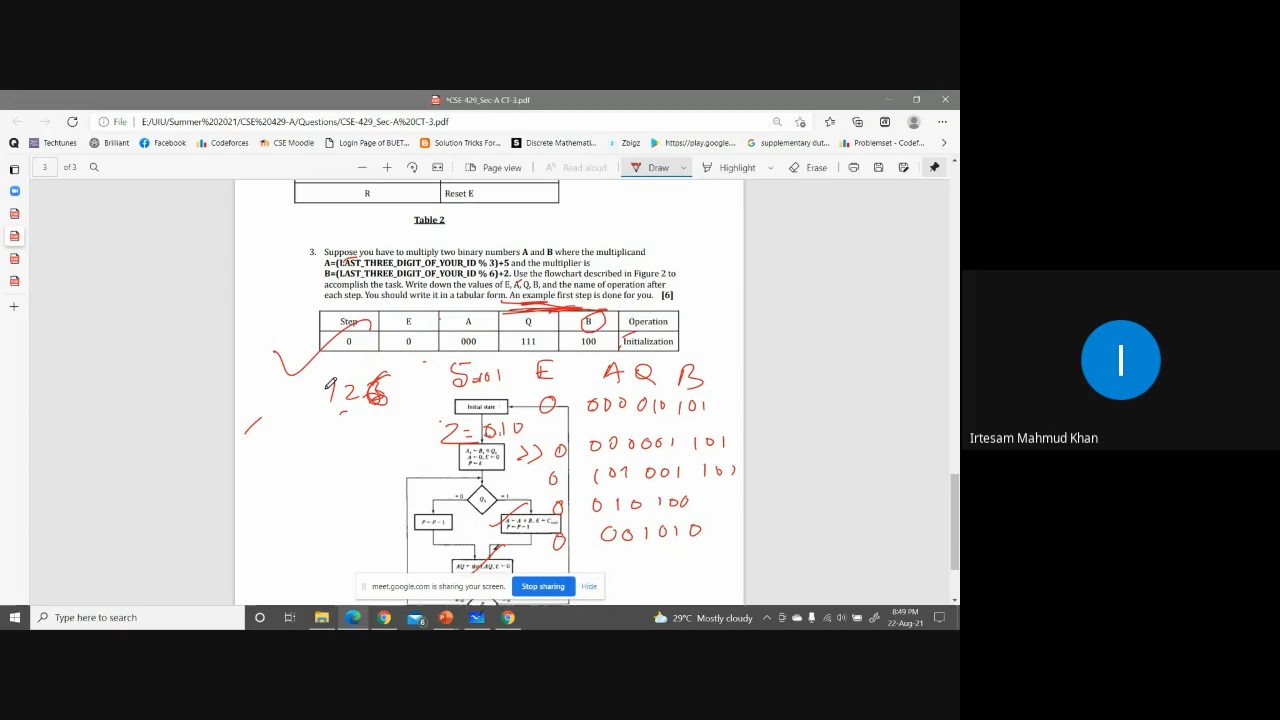 *CSE-429_Sec-A CT-3.pdf
File E:/UIU/Summer%202021/CSE%20429-A/Questions/CSE-429_Sec-A%20CT-3.pdf
Techtunes Brilliant Facebook Codeforces CSE Moodle Login Page of BUET... Solution Tricks For... Discrete Mathemati... Zbigz https://play.google... supplementary dut... Problemset - Codef...
3 of 3 Page view Read aloud Draw Highlight Erase
R Reset E
Table 2
3. Suppose you have to multiply two binary numbers A and B where the multiplicand
A=(LAST_THREE_DIGIT_OF_YOUR_ID % 3)+5 and the multiplier is
B=(LAST_THREE_DIGIT_OF_YOUR_ID % 6)+2. Use the flowchart described in Figure 2 to
accomplish the task. Write down the values of E, A, Q, B, and the name of operation after
each step. You should write it in a tabular form. An example first step is done for you. [6]
Step E A Q B Operation
0 0 000 111 100 Initialization
E A Q B
Initial state
0 000 010 101
2 = 010
>> 0 000001 101
0 101 001 101
=0 =1
0 010 100
P ← P - 1
0 001010
meet.google.com is sharing your screen. Stop sharing Hide
Irtesam Mahmud Khan
I
Type here to search
6
29°C Mostly cloudy
8:49 PM
22-Aug-21